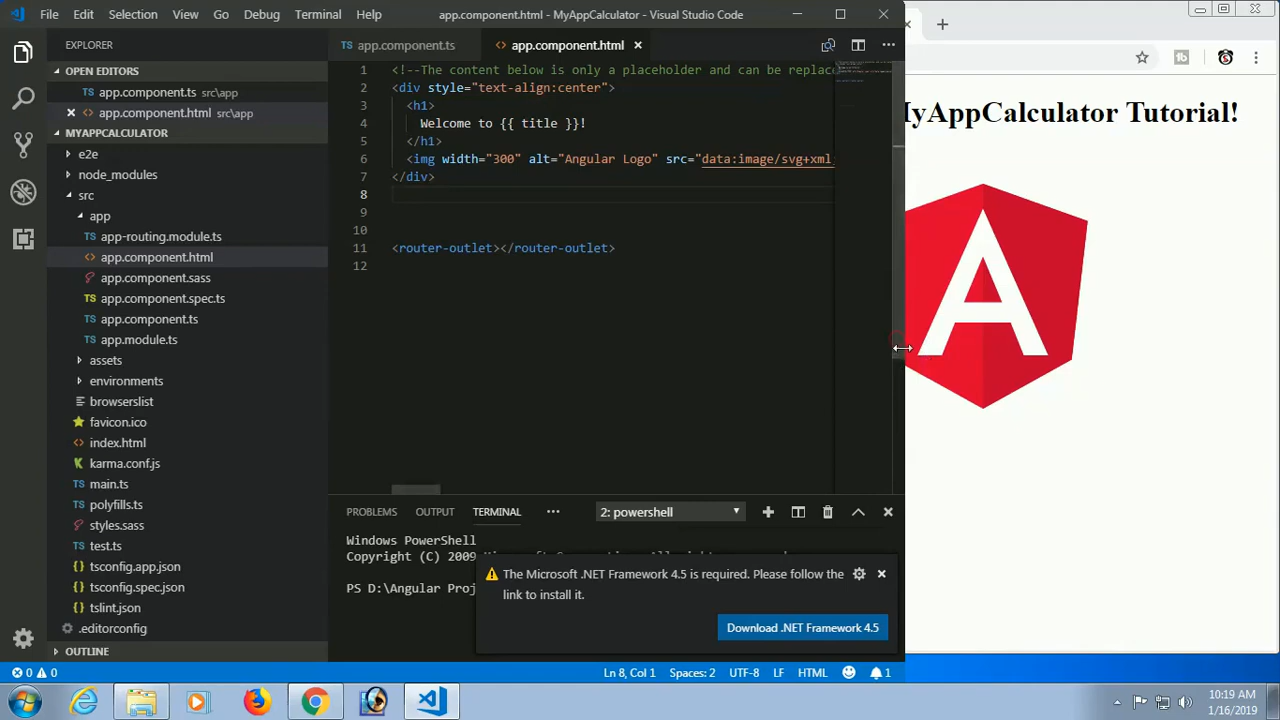 File Edit Selection View Go Debug Terminal Help app.component.html - MyAppCalculator - Visual Studio Code
EXPLORER
OPEN EDITORS
app.component.ts src\app
app.component.html src\app
MYAPPCALCULATOR
e2e
node_modules
src
app
app-routing.module.ts
app.component.html
app.component.sass
app.component.spec.ts
app.component.ts
app.module.ts
assets
environments
browserslist
favicon.ico
index.html
karma.conf.js
main.ts
polyfills.ts
styles.sass
test.ts
tsconfig.app.json
tsconfig.spec.json
tslint.json
.editorconfig
OUTLINE
app.component.ts app.component.html
1 <!--The content below is only a placeholder and can be replac
2 <div style="text-align:center">
3 <h1>
4 Welcome to {{ title }}!
5 </h1>
6 <img width="300" alt="Angular Logo" src="data:image/svg+xml;
7 </div>
8
9
10
11 <router-outlet></router-outlet>
12
PROBLEMS OUTPUT TERMINAL 2: powershell
Windows PowerShell
Copyright (C) 2009
PS D:\Angular Proj
The Microsoft .NET Framework 4.5 is required. Please follow the
link to install it.
Download .NET Framework 4.5
0 0 Ln 8, Col 1 Spaces: 2 UTF-8 LF HTML 1
MyAppCalculator Tutorial!
10:19 AM
1/16/2019